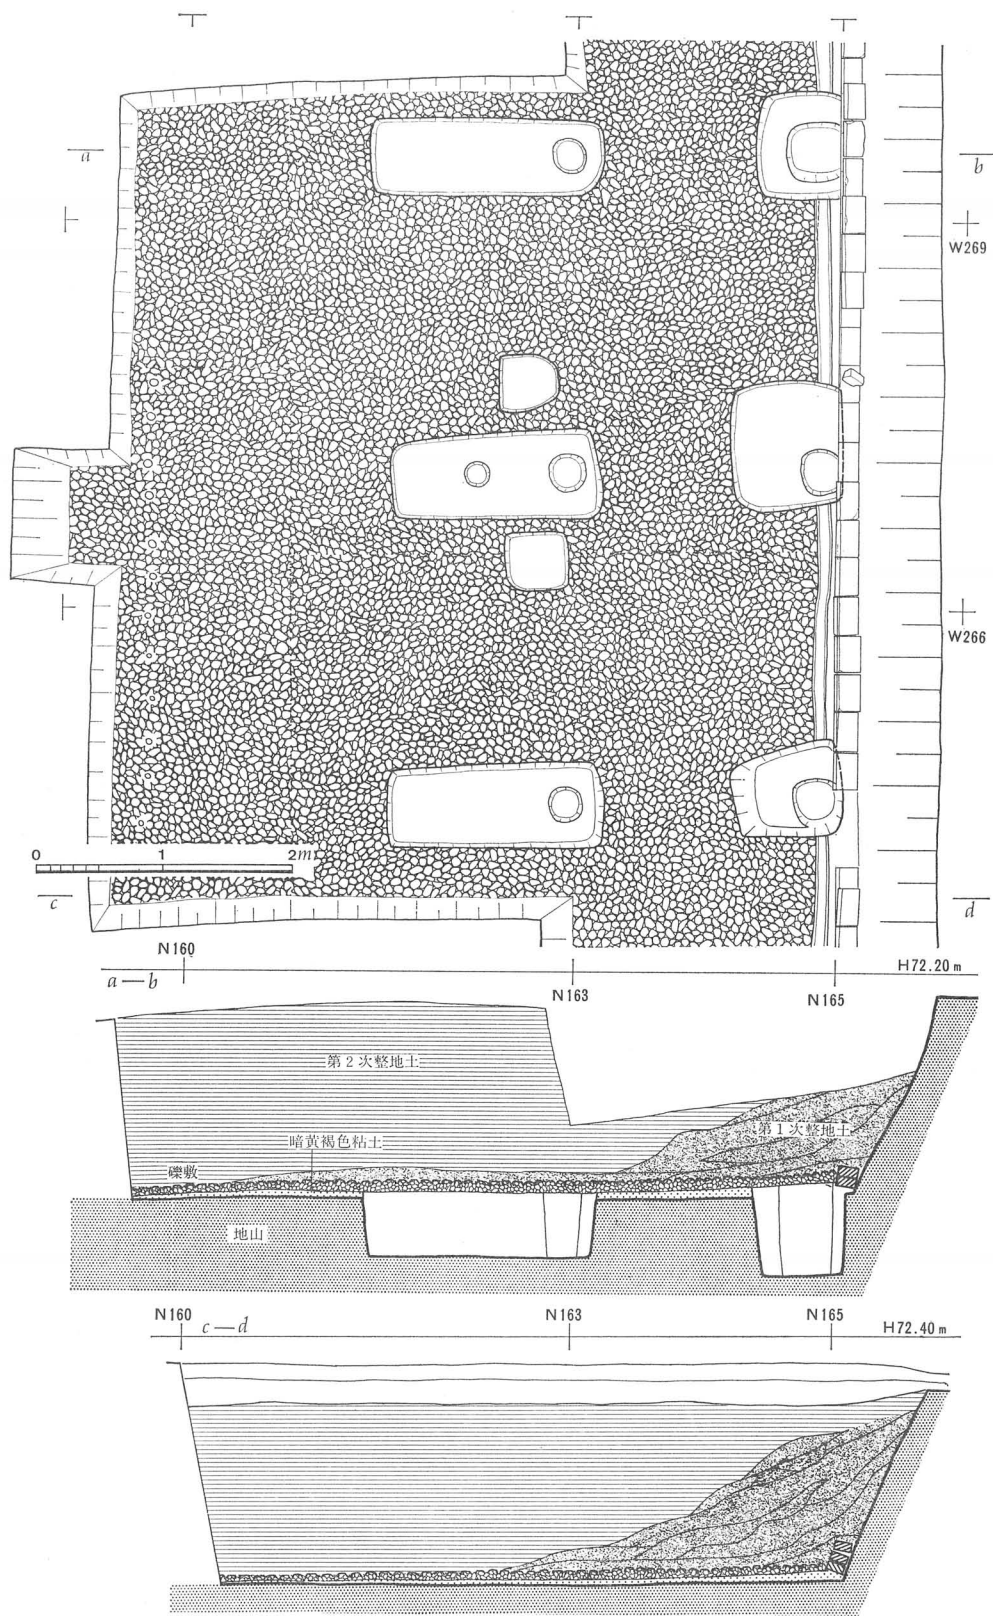 a
b
W269
W266
0 1 2m
c
d
N160
a—b
H72.20m
N163
N165
第2次整地土
第1次整地土
暗黄褐色粘土
礫敷
地山
N160
c—d
N163
N165
H72.40m